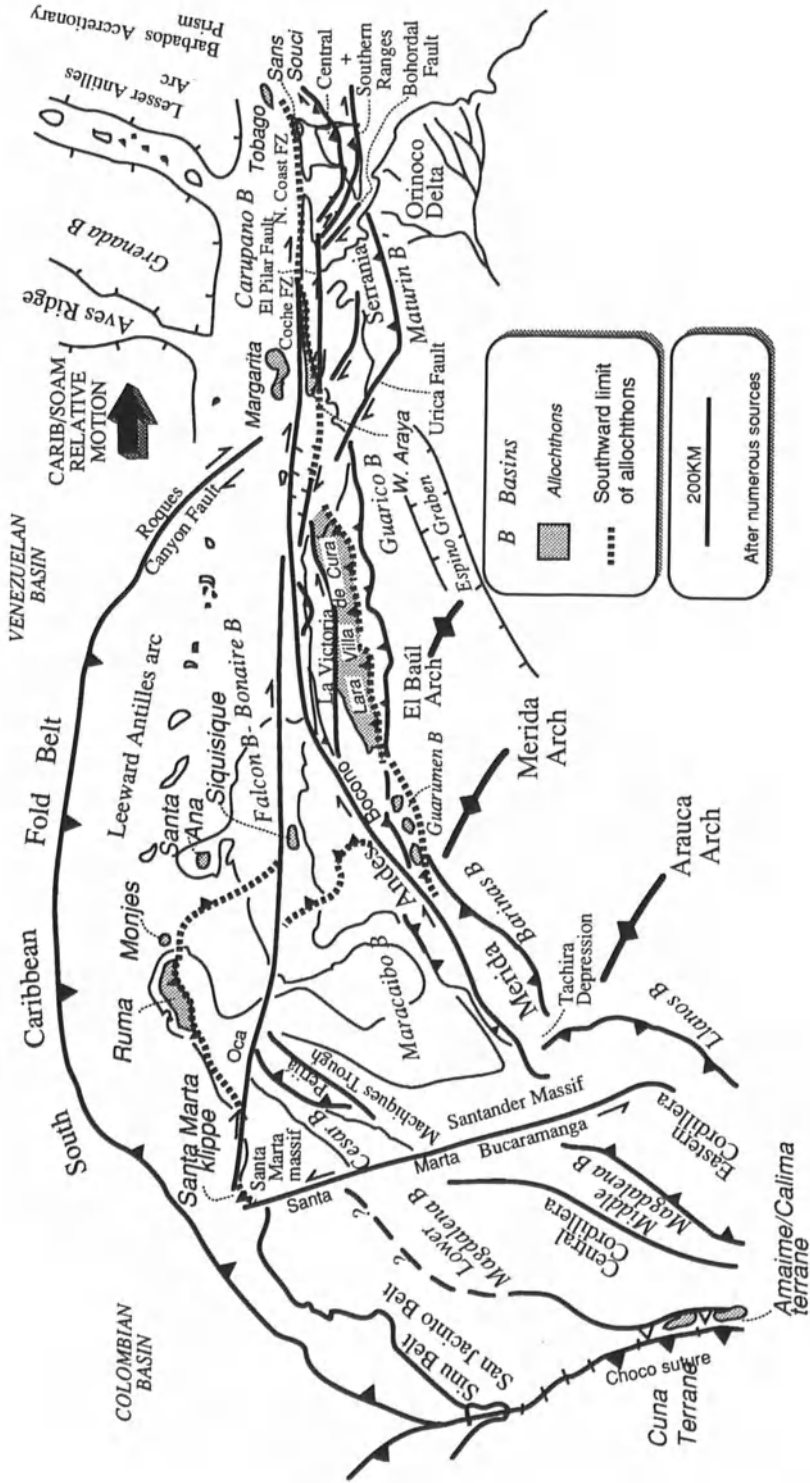 COLOMBIAN
BASIN
VENEZUELAN
BASIN
South Caribbean Fold Belt
CARIB/SOAM
RELATIVE
MOTION
Aves Ridge
Grenada B
Lesser Antilles
Arc
Barbados Accretionary
Prism
Roques
Canyon Fault
Leeward Antilles arc
Ruma
Monjes
Santa
Ana
Siquisique
Falcon B - Bonaire B
Margarita
Carupano B
El Pilar Fault
Coche FZ
N. Coast FZ
Tobago
Sans
Souci
Central
+
Southern
Ranges
Bohordal
Fault
Orinoco
Delta
Serrania
Maturin B
Urica Fault
W. Araya
Guarico B
Espino Graben
La Victoria
Lara Villa de Cura
El Baúl
Arch
Guarumen B
Merida
Arch
Bocono
Merida Andes
Barinas B
Arauca
Arch
Tachira
Depression
Llanos B
Maracaibo B
Oca
Santa Marta
klippe
Santa
Marta
massif
Cesar B
Perijá
Machiques Trough
Santander Massif
Santa Marta Bucaramanga
Eastern
Cordillera
Middle
Magdalena B
Central
Cordillera
Lower
Magdalena B
?
?
San Jacinto Belt
Sinu Belt
Choco suture
Cuna
Terrane
Amaime/Calima
terrane
B Basins
Allochthons
Southward limit
of allochthons
200KM
After numerous sources